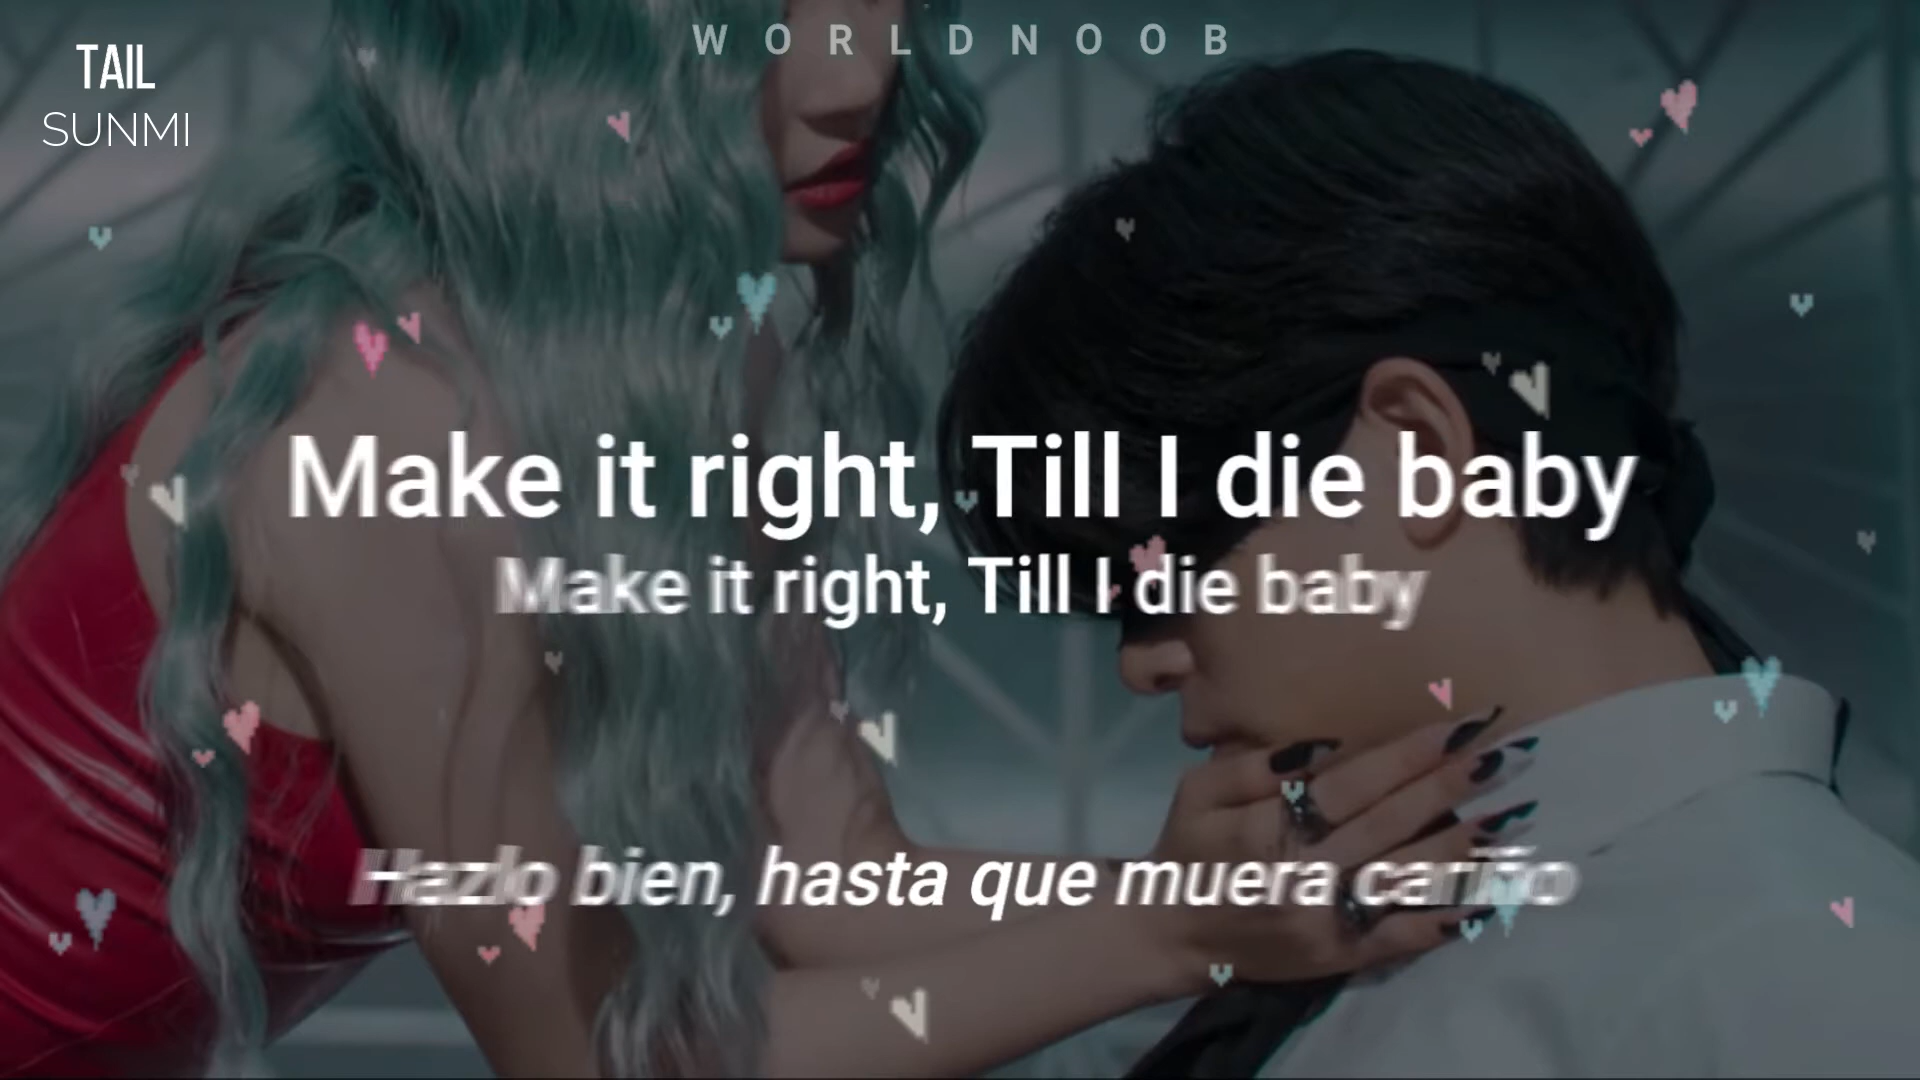 WORLDNOOB
TAIL
SUNMI
Make it right, Till I die baby
Make it right, Till I die baby
Hazlo bien, hasta que muera cariño